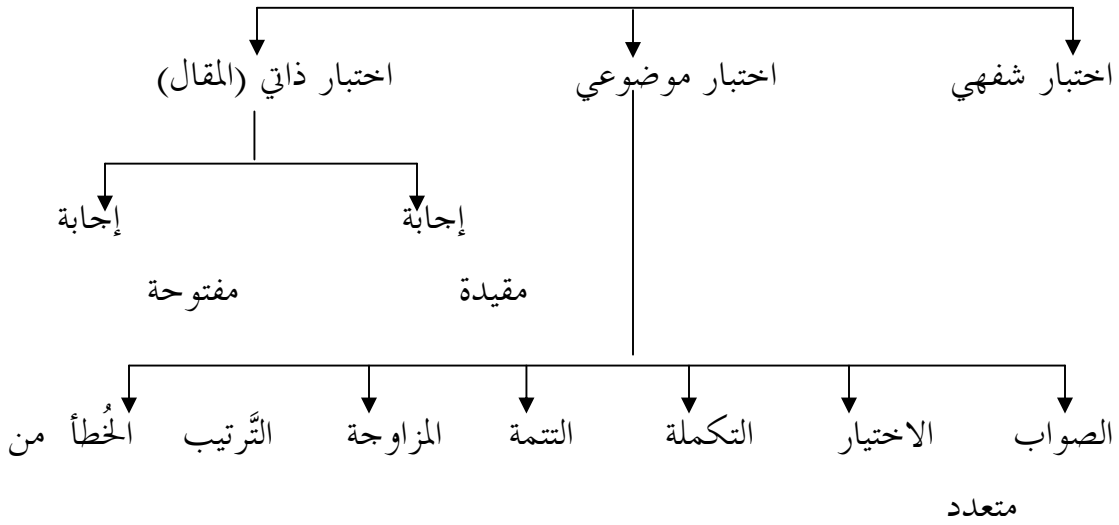 اختبار شفهي اختبار موضوعي اختبار ذاتي (المقال)
إجابة إجابة
مقيدة مفتوحة
الصواب الاختيار التكملة التتمة المزاوجة التَّرتيب الخُطأ من
متعدد